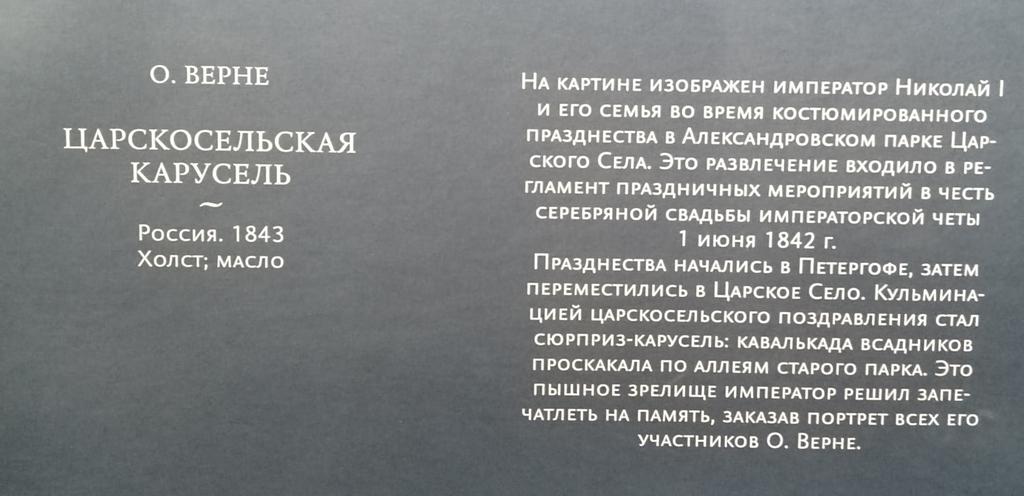 О. ВЕРНЕ
ЦАРСКОСЕЛЬСКАЯ
КАРУСЕЛЬ
~
Россия. 1843
Холст; масло
На картине изображен император Николай I
и его семья во время костюмированного
празднества в Александровском парке Цар-
ского Села. Это развлечение входило в ре-
гламент праздничных мероприятий в честь
серебряной свадьбы императорской четы
1 июня 1842 г.
Празднества начались в Петергофе, затем
переместились в Царское Село. Кульмина-
цией царскосельского поздравления стал
сюрприз-карусель: кавалькада всадников
проскакала по аллеям старого парка. Это
пышное зрелище император решил запе-
чатлеть на память, заказав портрет всех его
участников О. Верне.